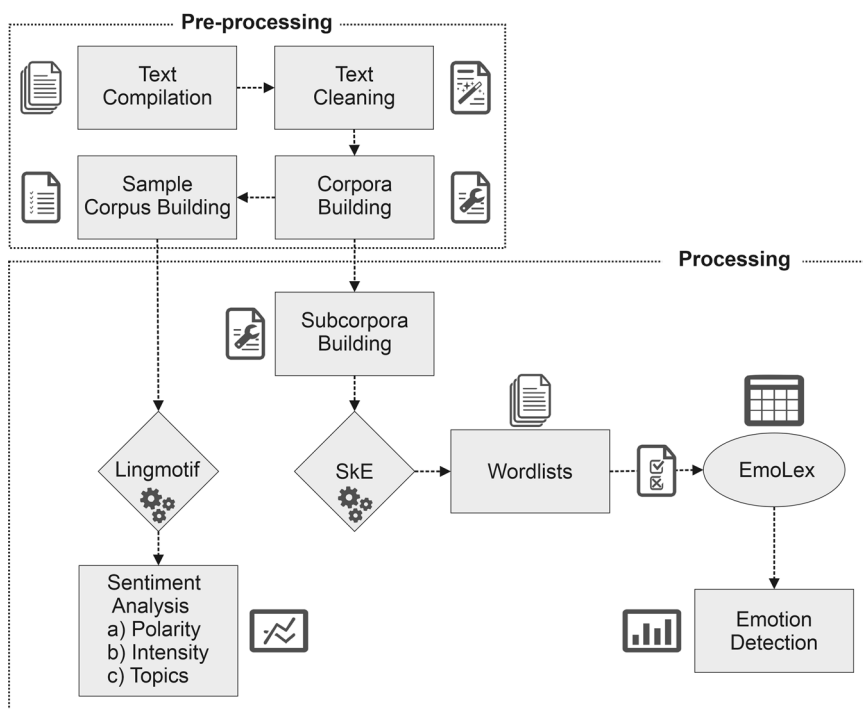 Pre-processing
Text
Compilation
Text
Cleaning
Sample
Corpus Building
Corpora
Building
Processing
Subcorpora
Building
Lingmotif
SkE
Wordlists
EmoLex
Sentiment
Analysis
a) Polarity
b) Intensity
c) Topics
Emotion
Detection